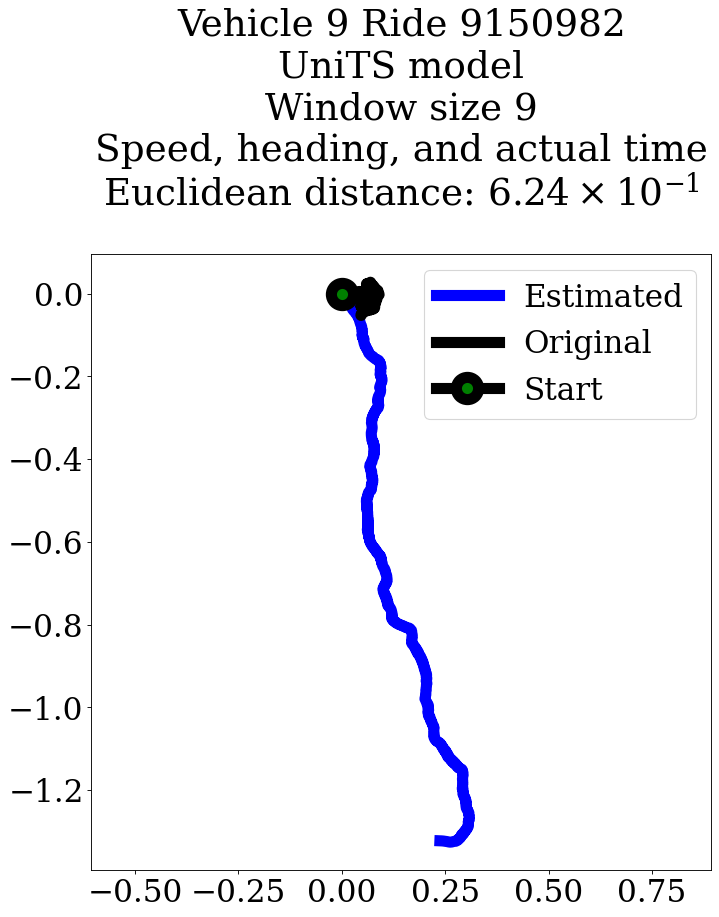 Vehicle 9 Ride 9150982
UniTS model
Window size 9
Speed, heading, and actual time
Euclidean distance: 6.24 × 10⁻¹
Estimated
Original
Start
0.0
−0.2
−0.4
−0.6
−0.8
−1.0
−1.2
−0.50 −0.25 0.00 0.25 0.50 0.75